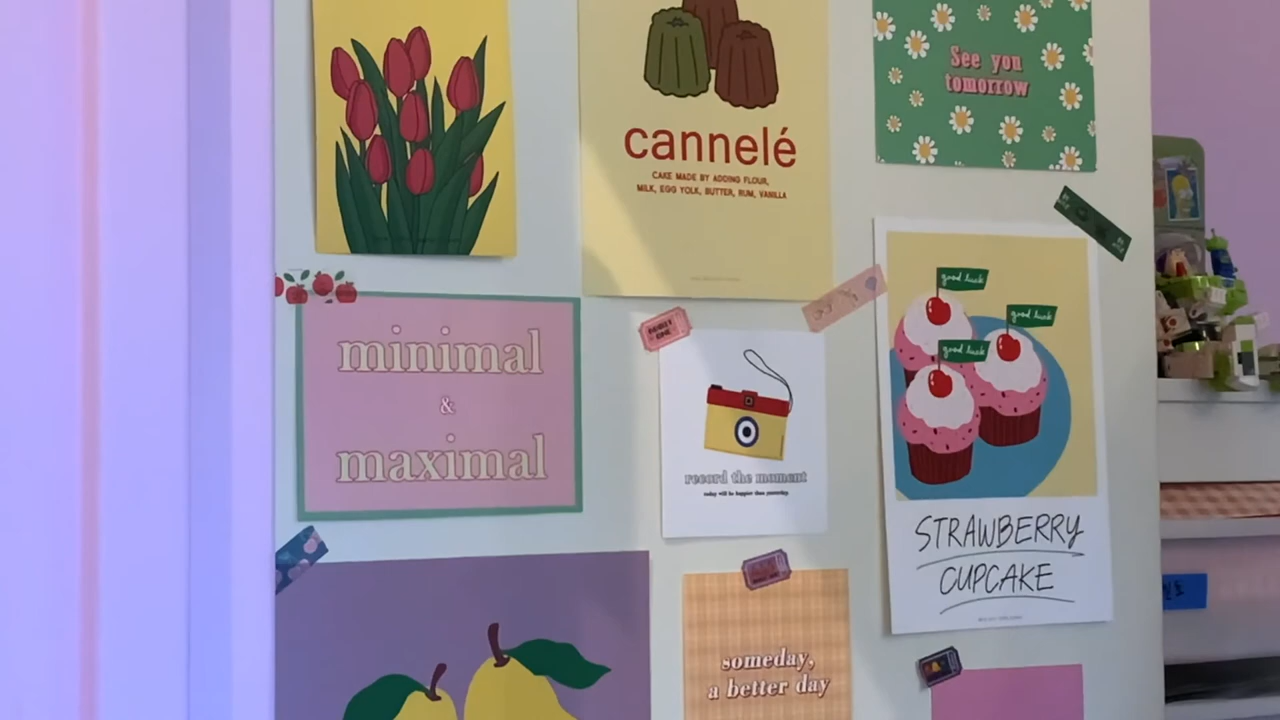 cannelé
CAKE MADE BY ADDING FLOUR,
MILK, EGG YOLK, BUTTER, RUM, VANILLA
See you
tomorrow
minimal
&
maximal
record the moment
today will be happier than yesterday.
good luck
good luck
good luck
STRAWBERRY
CUPCAKE
someday,
a better day